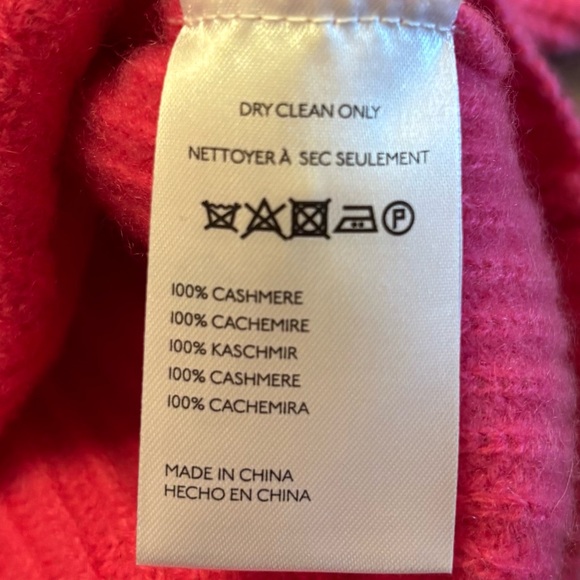 DRY CLEAN ONLY
NETTOYER À SEC SEULEMENT
P
100% CASHMERE
100% CACHEMIRE
100% KASCHMIR
100% CASHMERE
100% CACHEMIRA
MADE IN CHINA
HECHO EN CHINA